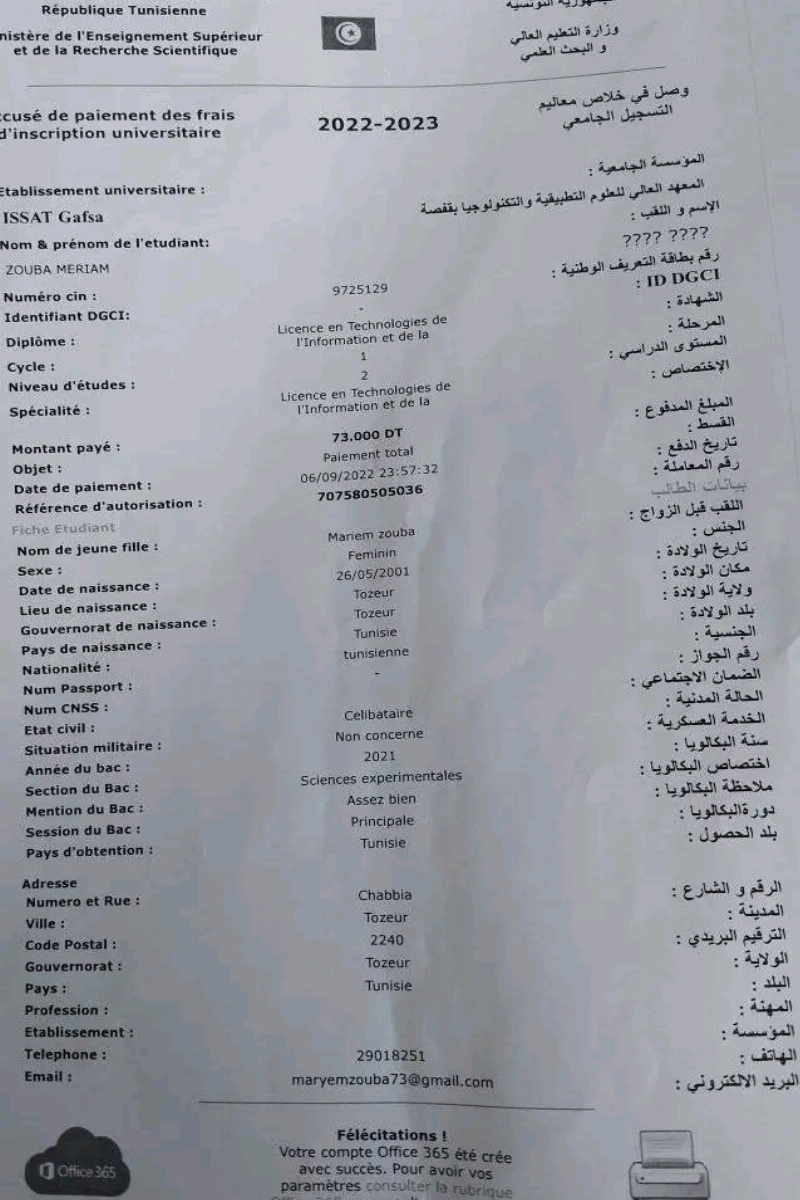 République Tunisienne
nistère de l'Enseignement Supérieur
et de la Recherche Scientifique
وزارة التعليم العالي
و البحث العلمي
ccusé de paiement des frais
d'inscription universitaire
2022-2023
وصل في خلاص معاليم
التسجيل الجامعي
Etablissement universitaire :
المؤسسة الجامعية :
ISSAT Gafsa
المعهد العالي للعلوم التطبيقية والتكنولوجيا بقفصة
Nom & prénom de l'etudiant:
الإسم و اللقب :
ZOUBA MERIAM
???? ????
Numéro cin :
9725129
رقم بطاقة التعريف الوطنية :
Identifiant DGCI:
-
ID DGCI :
Diplôme :
Licence en Technologies de
l'Information et de la
الشهادة :
Cycle :
1
المرحلة :
Niveau d'études :
2
المستوى الدراسي :
Spécialité :
Licence en Technologies de
l'Information et de la
الإختصاص :
Montant payé :
73.000 DT
المبلغ المدفوع :
Objet :
Paiement total
القسط :
Date de paiement :
06/09/2022 23:57:32
تاريخ الدفع :
Référence d'autorisation :
707580505036
رقم المعاملة :
Fiche Etudiant
بيانات الطالب
Nom de jeune fille :
Mariem zouba
اللقب قبل الزواج :
Sexe :
Feminin
الجنس :
Date de naissance :
26/05/2001
تاريخ الولادة :
Lieu de naissance :
Tozeur
مكان الولادة :
Gouvernorat de naissance :
Tozeur
ولاية الولادة :
Pays de naissance :
Tunisie
بلد الولادة :
Nationalité :
tunisienne
الجنسية :
Num Passport :
-
رقم الجواز :
Num CNSS :
الضمان الاجتماعي :
Etat civil :
Celibataire
الحالة المدنية :
Situation militaire :
Non concerne
الخدمة العسكرية :
Année du bac :
2021
سنة البكالويا :
Section du Bac :
Sciences experimentales
اختصاص البكالويا :
Mention du Bac :
Assez bien
ملاحظة البكالويا :
Session du Bac :
Principale
دورةالبكالويا :
Pays d'obtention :
Tunisie
بلد الحصول :
Adresse
Numero et Rue :
Chabbia
الرقم و الشارع :
Ville :
Tozeur
المدينة :
Code Postal :
2240
الترقيم البريدي :
Gouvernorat :
Tozeur
الولاية :
Pays :
Tunisie
البلد :
Profession :
المهنة :
Etablissement :
المؤسسة :
Telephone :
29018251
الهاتف :
Email :
maryemzouba73@gmail.com
البريد الالكتروني :
Office 365
Félécitations !
Votre compte Office 365 été crée
avec succès. Pour avoir vos
paramètres consulter la rubrique